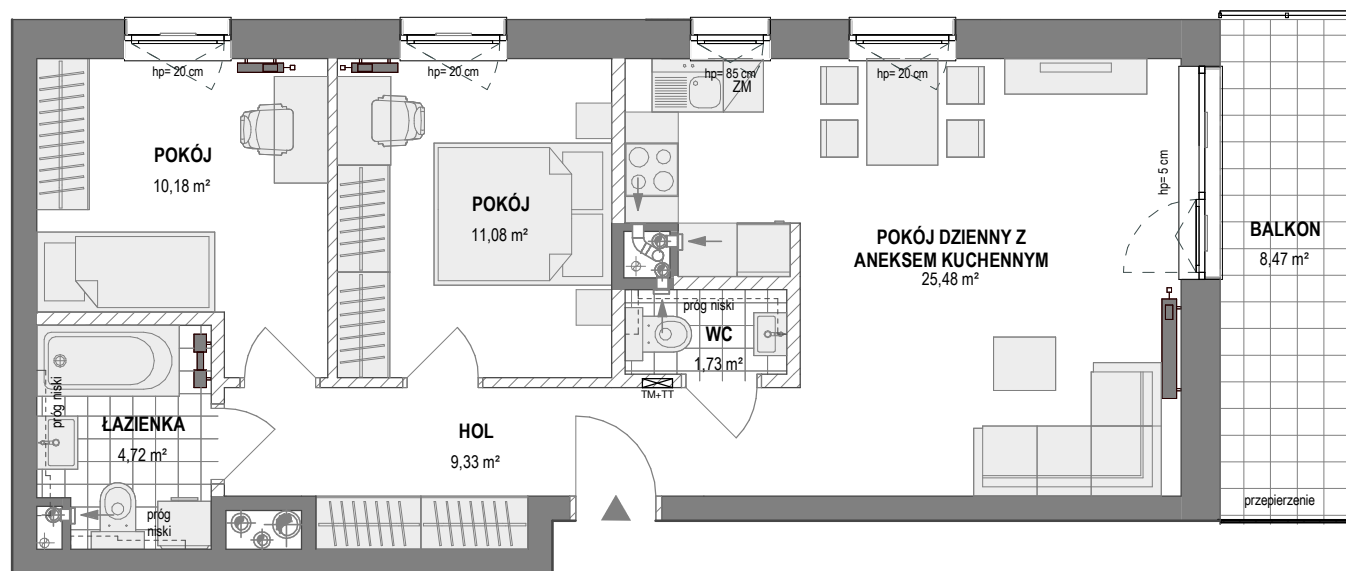 hp= 20 cm
hp= 20 cm
hp= 85 cm
ZM
hp= 20 cm
POKÓJ
10,18 m²
POKÓJ
11,08 m²
hp= 5 cm
POKÓJ DZIENNY Z
ANEKSEM KUCHENNYM
25,48 m²
BALKON
8,47 m²
próg niski
WC
1,73 m²
TM+TT
próg niski
ŁAZIENKA
4,72 m²
HOL
9,33 m²
próg
niski
przepierzenie